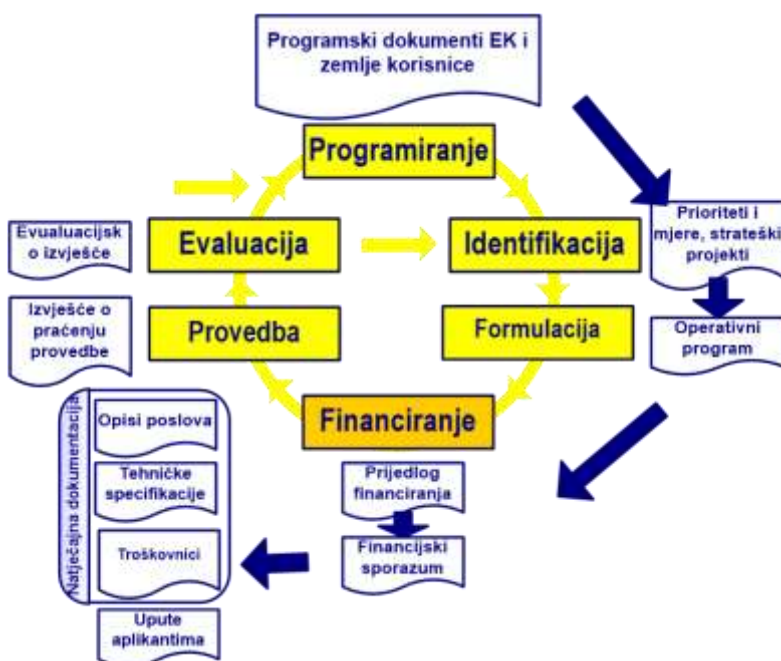 Programski dokumenti EK i
zemlje korisnice
Programiranje
Evualuacijsk
o izvješće
Evaluacija
Identifikacija
Prioriteti i
mjere, strateški
projekti
Izvješće o
praćenju
provedbe
Provedba
Formulacija
Operativni
program
Financiranje
Natječajna dokumentacija
Opisi poslova
Tehničke
specifikacije
Troškovnici
Prijedlog
financiranja
Financijski
sporazum
Upute
aplikantima